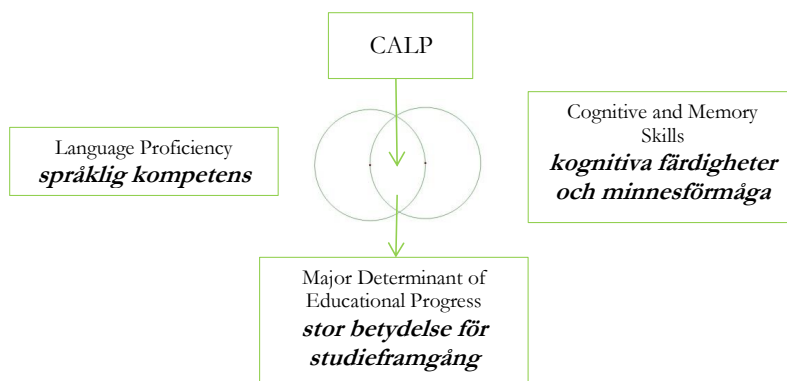 CALP
Language Proficiency
språklig kompetens
Cognitive and Memory
Skills
kognitiva färdigheter
och minnesförmåga
Major Determinant of
Educational Progress
stor betydelse för
studieframgång